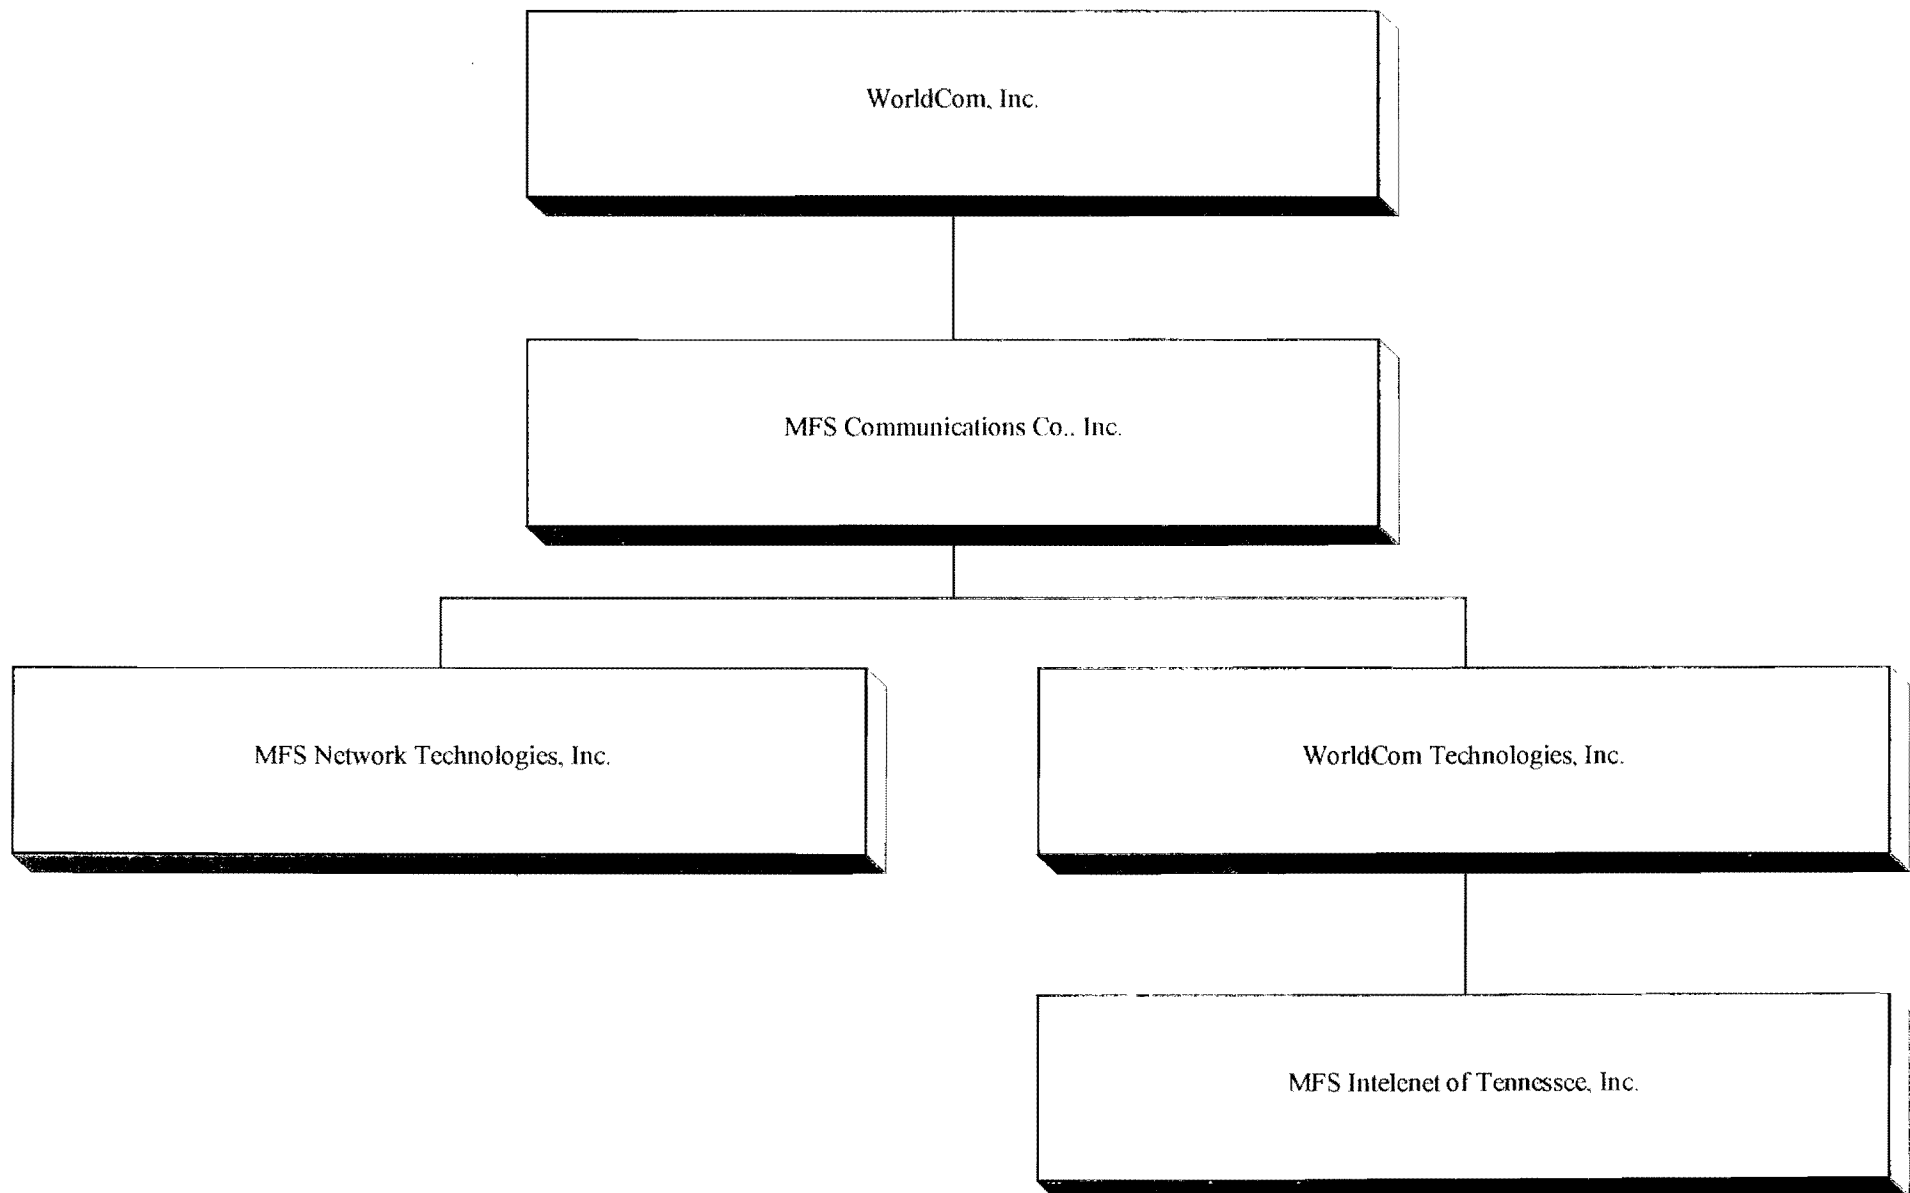 WorldCom, Inc.
MFS Communications Co., Inc.
MFS Network Technologies, Inc.
WorldCom Technologies, Inc.
MFS Intelenet of Tennessee, Inc.